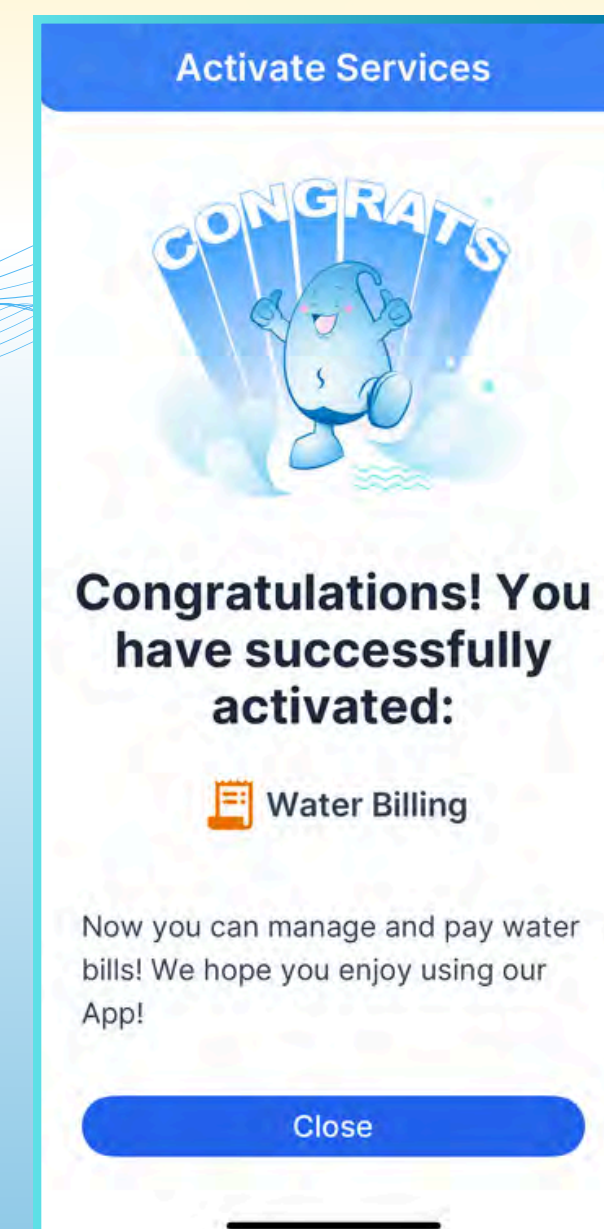 Activate Services
CONGRATS
Congratulations! You
have successfully
activated:
Water Billing
Now you can manage and pay water
bills! We hope you enjoy using our
App!
Close